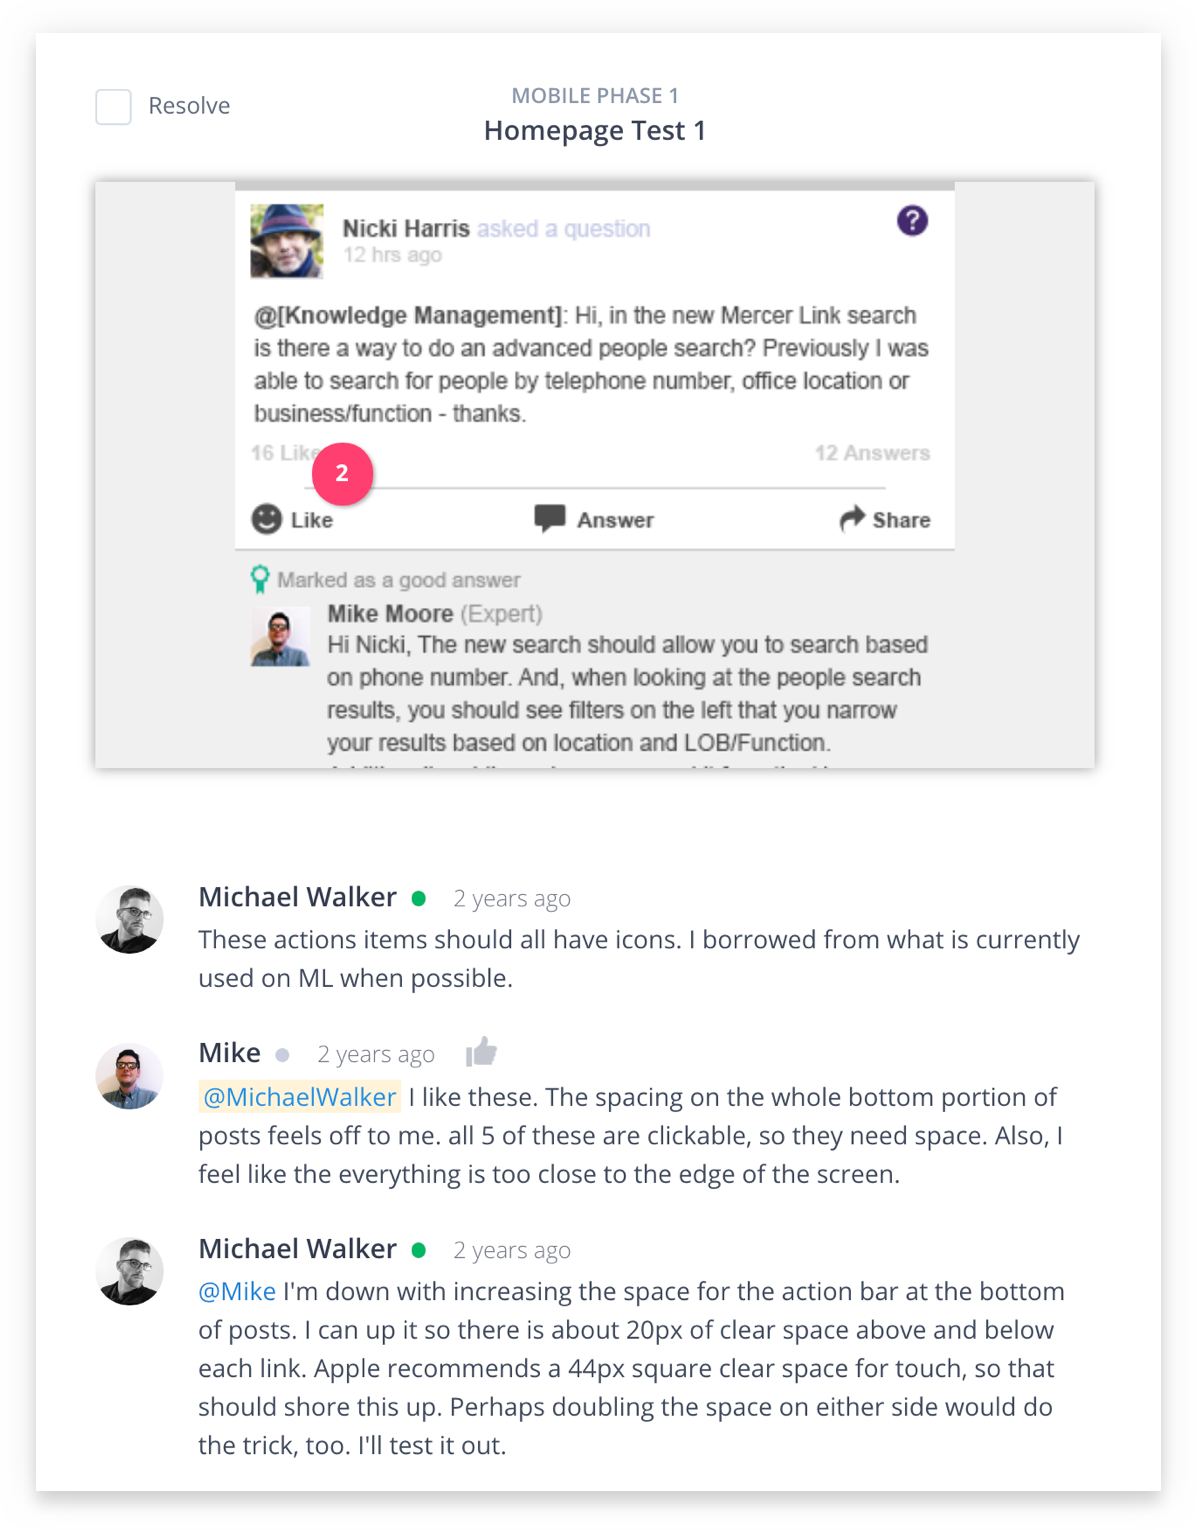 Resolve
MOBILE PHASE 1
Homepage Test 1
Nicki Harris asked a question
?
12 hrs ago
@[Knowledge Management]: Hi, in the new Mercer Link search
is there a way to do an advanced people search? Previously I was
able to search for people by telephone number, office location or
business/function - thanks.
16 Like
12 Answers
2
Like
Answer
Share
Marked as a good answer
Mike Moore (Expert)
Hi Nicki, The new search should allow you to search based
on phone number. And, when looking at the people search
results, you should see filters on the left that you narrow
your results based on location and LOB/Function.
Michael Walker 2 years ago
These actions items should all have icons. I borrowed from what is currently
used on ML when possible.
Mike 2 years ago
@MichaelWalker I like these. The spacing on the whole bottom portion of
posts feels off to me. all 5 of these are clickable, so they need space. Also, I
feel like the everything is too close to the edge of the screen.
Michael Walker 2 years ago
@Mike I'm down with increasing the space for the action bar at the bottom
of posts. I can up it so there is about 20px of clear space above and below
each link. Apple recommends a 44px square clear space for touch, so that
should shore this up. Perhaps doubling the space on either side would do
the trick, too. I'll test it out.